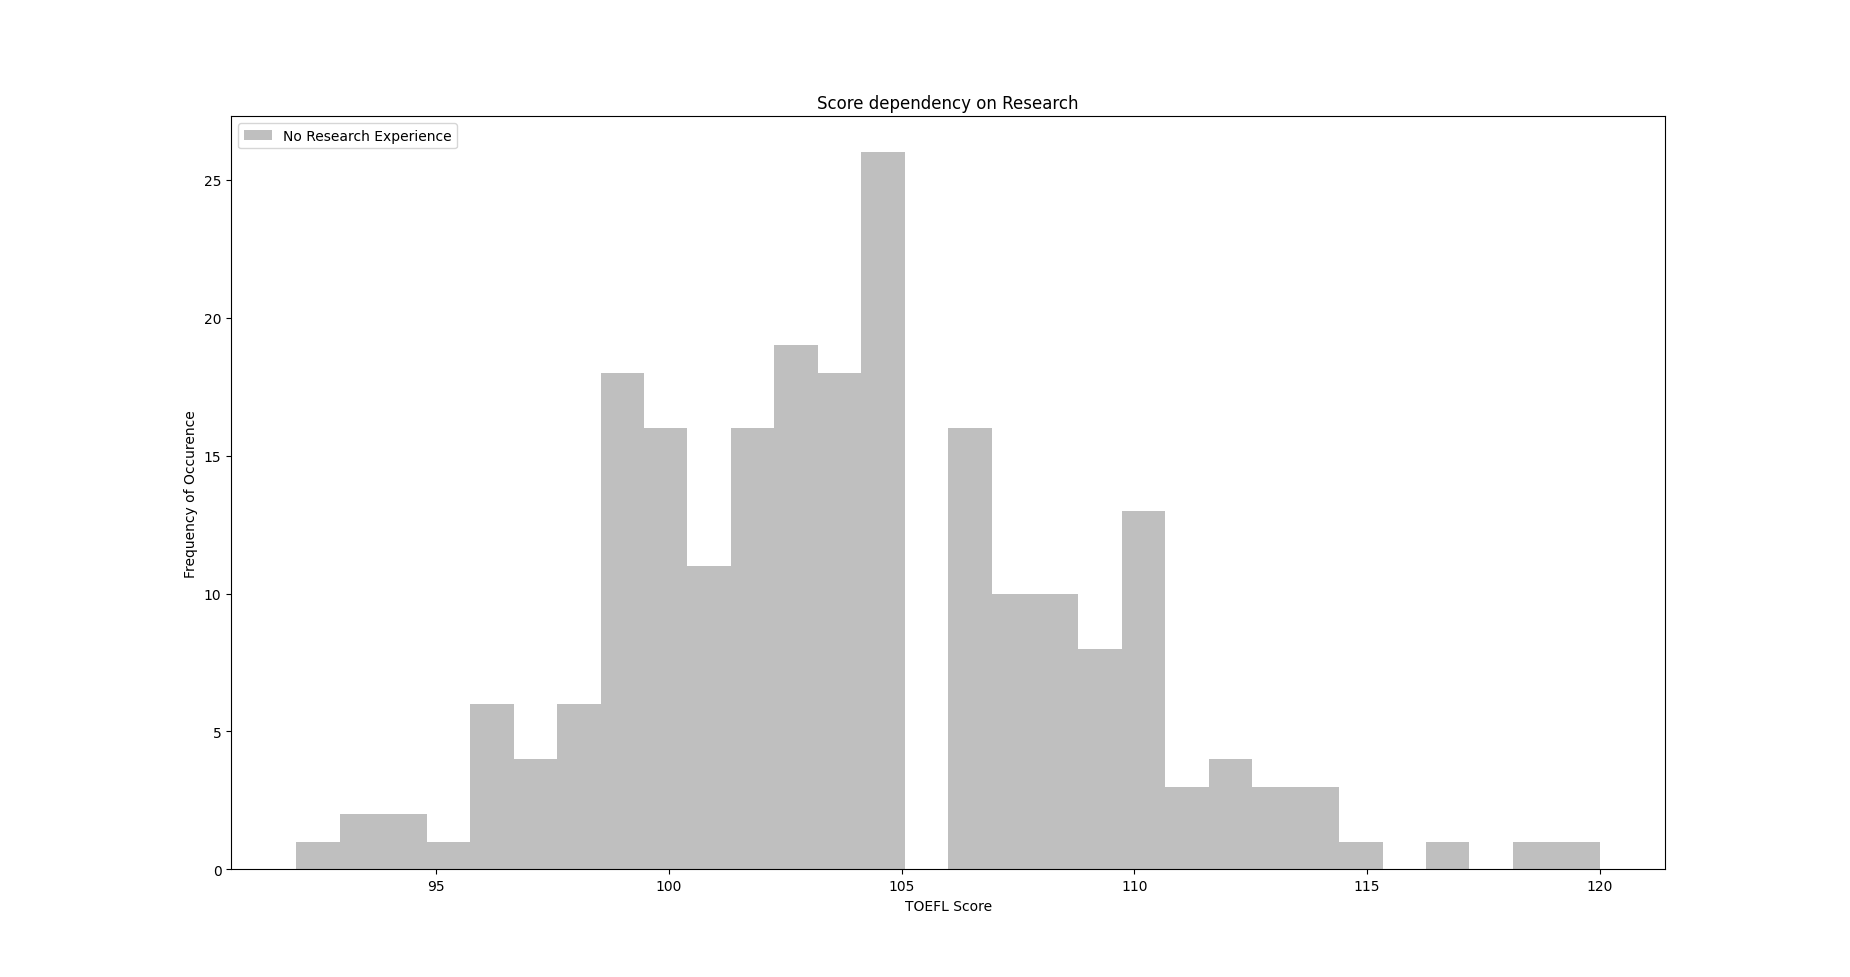 Score dependency on Research
No Research Experience
25
20
15
10
5
0
Frequency of Occurence
95 100 105 110 115 120
TOEFL Score